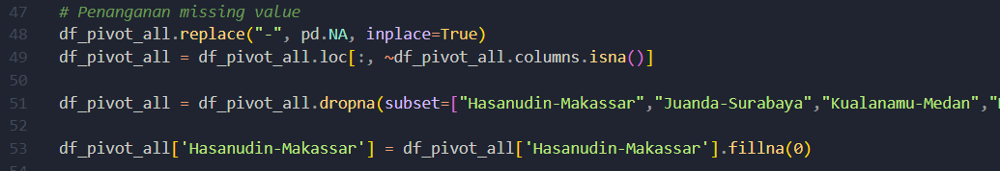 47 # Penanganan missing value
48 df_pivot_all.replace("-", pd.NA, inplace=True)
49 df_pivot_all = df_pivot_all.loc[:, ~df_pivot_all.columns.isna()]
50
51 df_pivot_all = df_pivot_all.dropna(subset=["Hasanudin-Makassar","Juanda-Surabaya","Kualanamu-Medan","
52
53 df_pivot_all['Hasanudin-Makassar'] = df_pivot_all['Hasanudin-Makassar'].fillna(0)